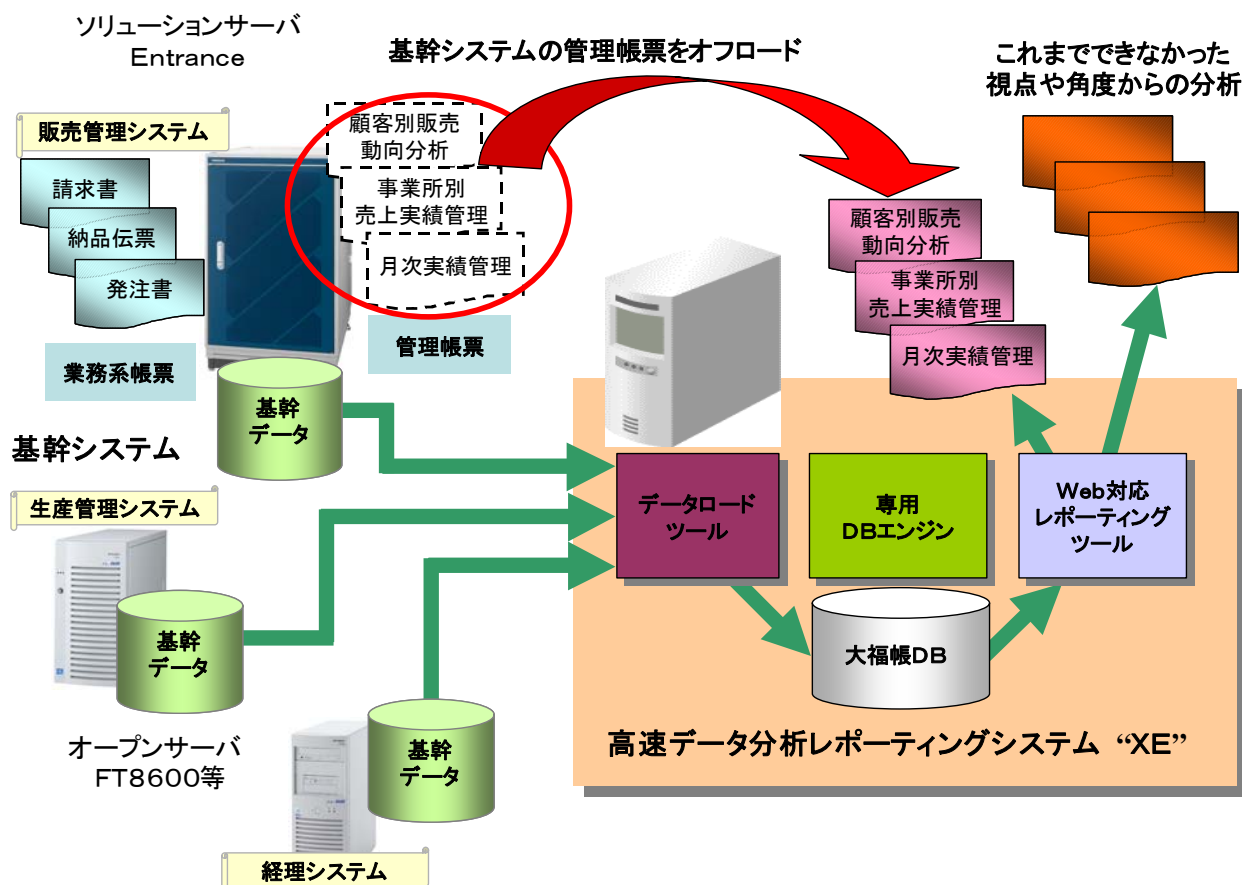 ソリューションサーバ
Entrance
基幹システムの管理帳票をオフロード
これまでできなかった
視点や角度からの分析
販売管理システム
請求書
納品伝票
発注書
業務系帳票
顧客別販売
動向分析
事業所別
売上実績管理
月次実績管理
管理帳票
顧客別販売
動向分析
事業所別
売上実績管理
月次実績管理
基幹
データ
基幹システム
生産管理システム
基幹
データ
オープンサーバ
FT8600等
基幹
データ
経理システム
データロード
ツール
専用
DBエンジン
Web対応
レポーティング
ツール
大福帳DB
高速データ分析レポーティングシステム “XE”